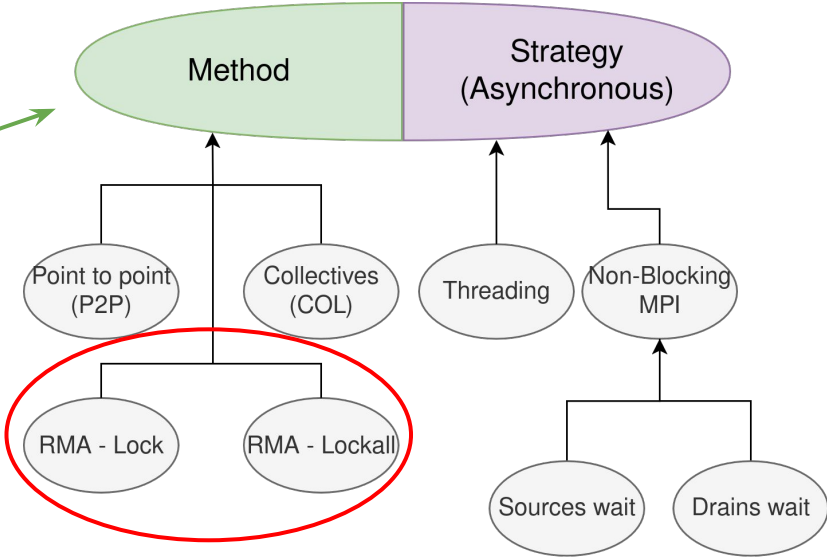 Method
Strategy
(Asynchronous)
Point to point
(P2P)
Collectives
(COL)
Threading
Non-Blocking
MPI
RMA - Lock
RMA - Lockall
Sources wait
Drains wait